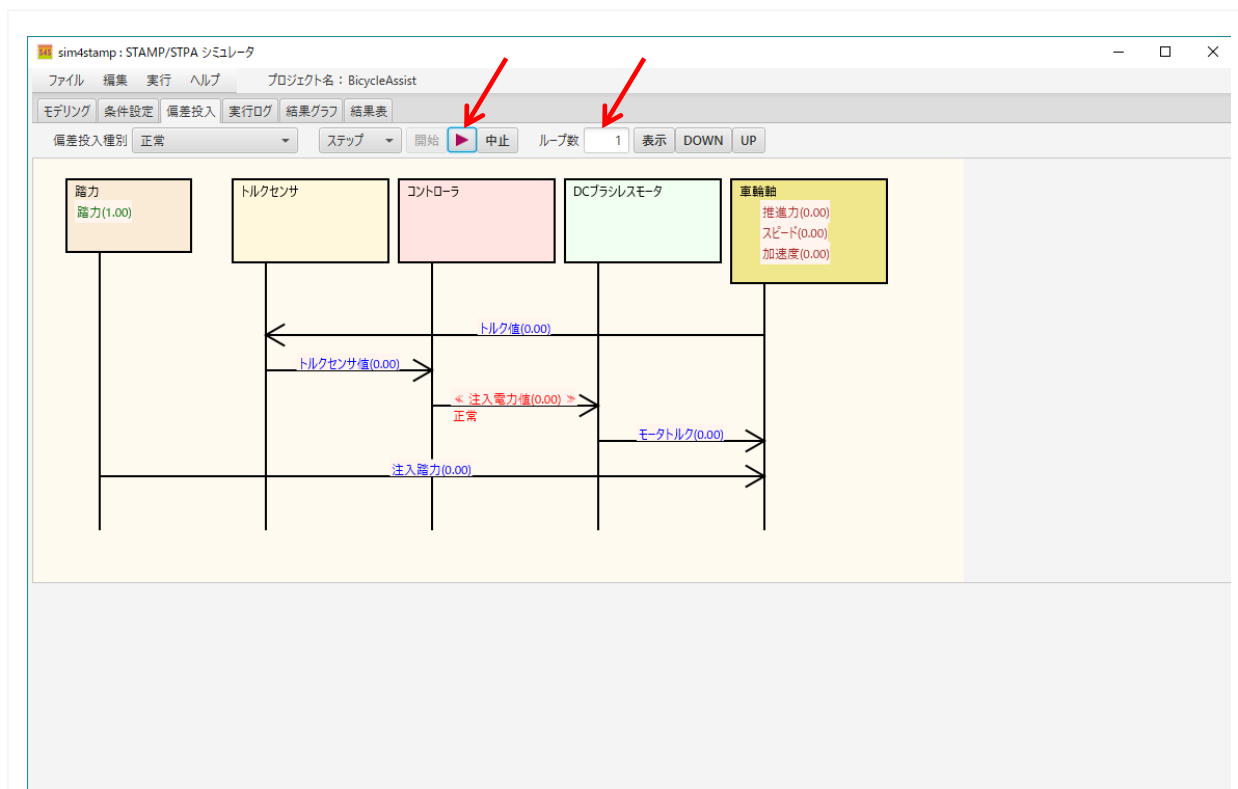 sim4stamp : STAMP/STPA シミュレータ
ファイル 編集 実行 ヘルプ プロジェクト名：BicycleAssist
モデリング 条件設定 偏差投入 実行ログ 結果グラフ 結果表
偏差投入種別 正常 ステップ 開始 中止 ループ数 1 表示 DOWN UP
踏力
踏力(1.00)
トルクセンサ
コントローラ
DCブラシレスモータ
車輪軸
推進力(0.00)
スピード(0.00)
加速度(0.00)
トルク値(0.00)
トルクセンサ値(0.00)
≪ 注入電力値(0.00) ≫
正常
モータトルク(0.00)
注入踏力(0.00)